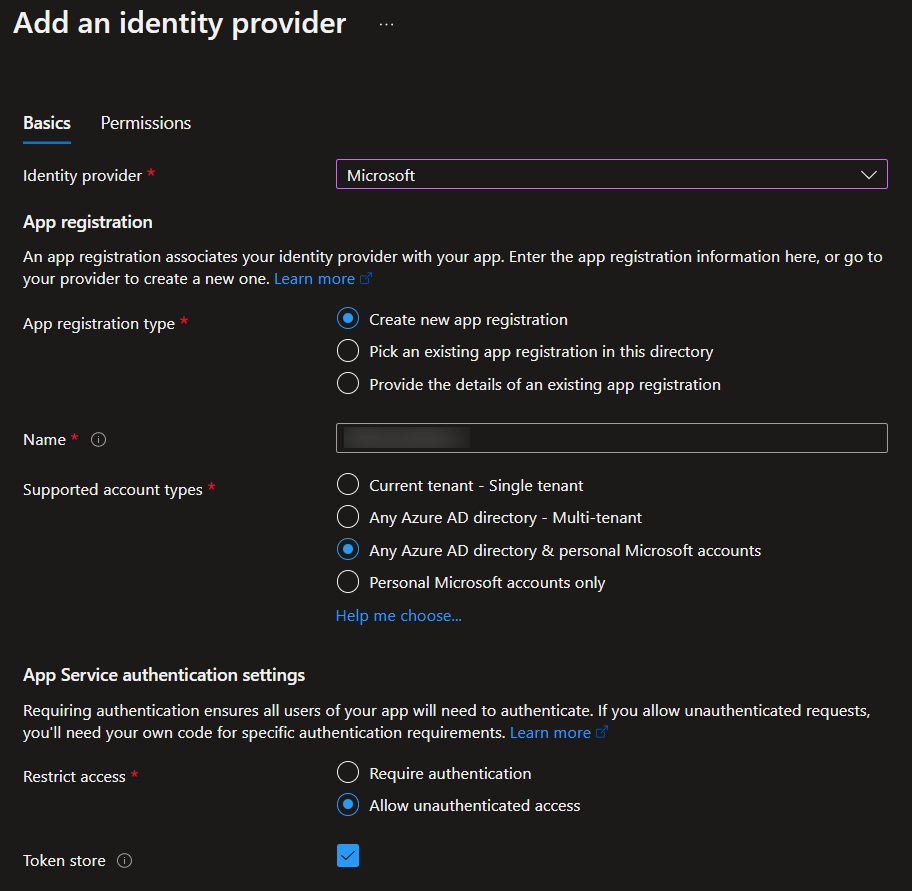 Add an identity provider ...
Basics Permissions
Identity provider * Microsoft
App registration
An app registration associates your identity provider with your app. Enter the app registration information here, or go to
your provider to create a new one. Learn more
App registration type * Create new app registration
Pick an existing app registration in this directory
Provide the details of an existing app registration
Name *
Supported account types * Current tenant - Single tenant
Any Azure AD directory - Multi-tenant
Any Azure AD directory & personal Microsoft accounts
Personal Microsoft accounts only
Help me choose...
App Service authentication settings
Requiring authentication ensures all users of your app will need to authenticate. If you allow unauthenticated requests,
you'll need your own code for specific authentication requirements. Learn more
Restrict access * Require authentication
Allow unauthenticated access
Token store